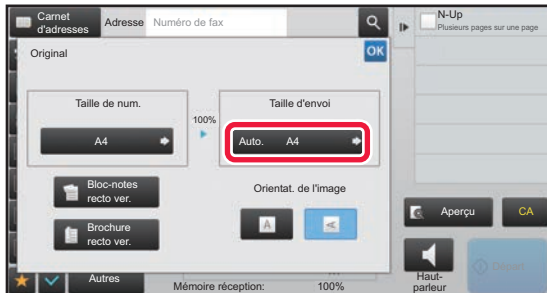 Carnet
d'adresses
Adresse
Numéro de fax
N-Up
Plusieurs pages sur une page
Original
OK
Taille de num.
Taille d'envoi
100%
A4
Auto. A4
Bloc-notes
recto ver.
Orientat. de l'image
A
A
Brochure
recto ver.
Aperçu
CA
Autres
Mémoire réception: 100%
Haut-
parleur
Départ